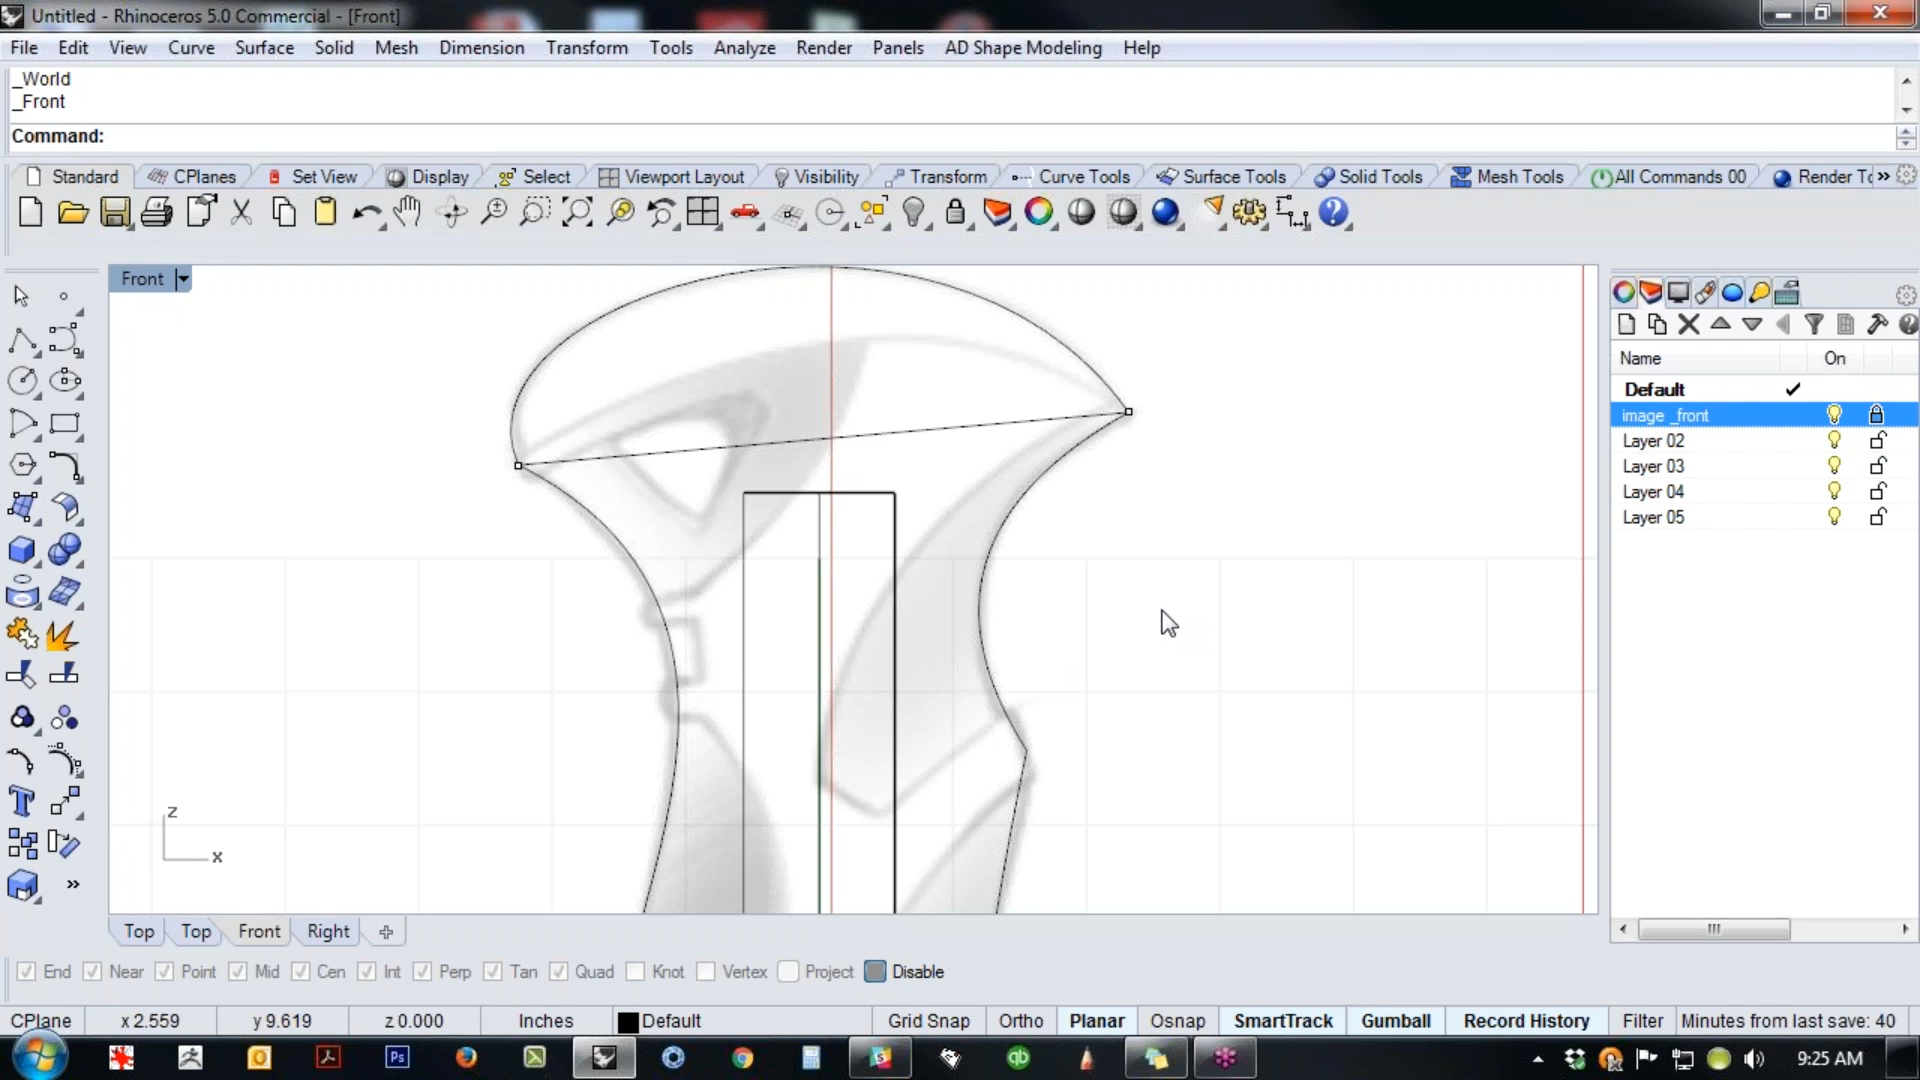 Untitled - Rhinoceros 5.0 Commercial - [Front]
File Edit View Curve Surface Solid Mesh Dimension Transform Tools Analyze Render Panels AD Shape Modeling Help
_World
_Front
Command:
Standard CPlanes Set View Display Select Viewport Layout Visibility Transform Curve Tools Surface Tools Solid Tools Mesh Tools All Commands 00 Render To »
Front
Name On
Default
image _front
Layer 02
Layer 03
Layer 04
Layer 05
z
x
Top Top Front Right
End Near Point Mid Cen Int Perp Tan Quad Knot Vertex Project Disable
CPlane x 2.559 y 9.619 z 0.000 Inches Default Grid Snap Ortho Planar Osnap SmartTrack Gumball Record History Filter Minutes from last save: 40
Ps qb 9:25 AM